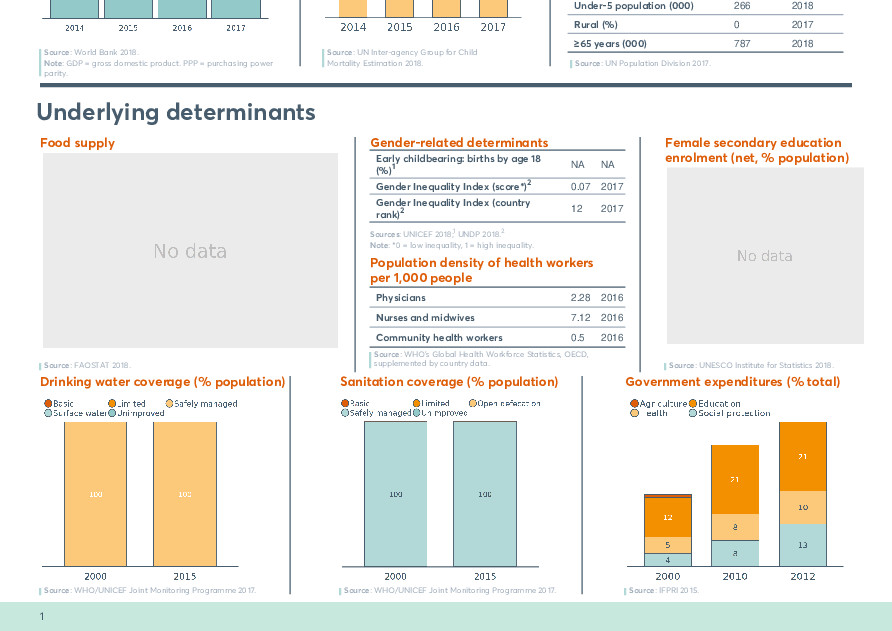 2014 2015 2016 2017
Source: World Bank 2018.
Note: GDP = gross domestic product. PPP = purchasing power
parity.
2014 2015 2016 2017
Source: UN Inter-agency Group for Child
Mortality Estimation 2018.
Under-5 population (000) 266 2018
Rural (%) 0 2017
≥65 years (000) 787 2018
Source: UN Population Division 2017.
Underlying determinants
Food supply
No data
Source: FAOSTAT 2018.
Gender-related determinants
Early childbearing: births by age 18
(%)1 NA NA
Gender Inequality Index (score*)2 0.07 2017
Gender Inequality Index (country
rank)2 12 2017
Sources: UNICEF 2018,1 UNDP 2018.2
Note: *0 = low inequality, 1 = high inequality.
Population density of health workers
per 1,000 people
Physicians 2.28 2016
Nurses and midwives 7.12 2016
Community health workers 0.5 2016
Source: WHO's Global Health Workforce Statistics, OECD,
supplemented by country data.
Female secondary education
enrolment (net, % population)
No data
Source: UNESCO Institute for Statistics 2018.
Drinking water coverage (% population)
Basic Limited Safely managed
Surface water Unimproved
100 100
2000 2015
Source: WHO/UNICEF Joint Monitoring Programme 2017.
Sanitation coverage (% population)
Basic Limited Open defecation
Safely managed Unimproved
100 100
2000 2015
Source: WHO/UNICEF Joint Monitoring Programme 2017.
Government expenditures (% total)
Agriculture Education
Health Social protection
12 5 4
21 8 8
21 10 13
2000 2010 2012
Source: IFPRI 2015.
1